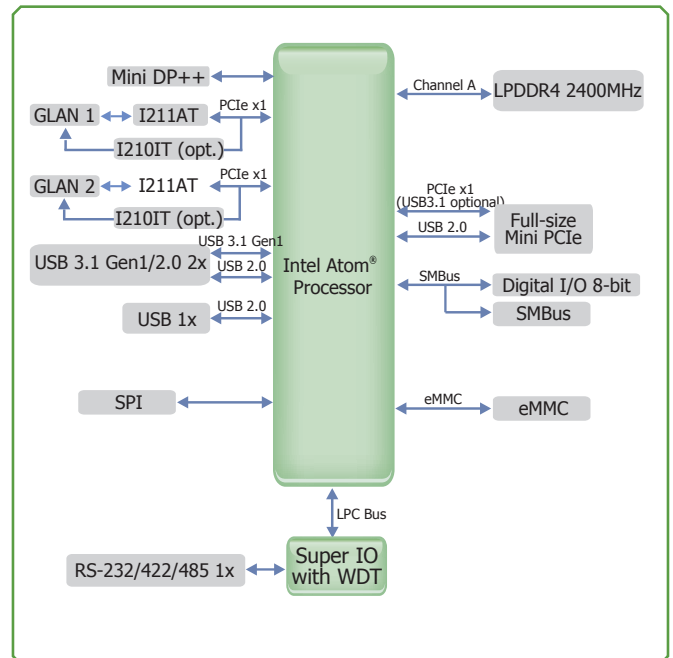 Mini DP++
GLAN 1
I211AT
PCIe x1
I210IT (opt.)
GLAN 2
I211AT
PCIe x1
I210IT (opt.)
USB 3.1 Gen1/2.0 2x
USB 3.1 Gen1
USB 2.0
USB 1x
USB 2.0
SPI
Intel Atom®
Processor
Channel A
LPDDR4 2400MHz
PCIe x1
(USB3.1 optional)
USB 2.0
Full-size
Mini PCIe
SMBus
Digital I/O 8-bit
SMBus
eMMC
eMMC
LPC Bus
Super IO
with WDT
RS-232/422/485 1x